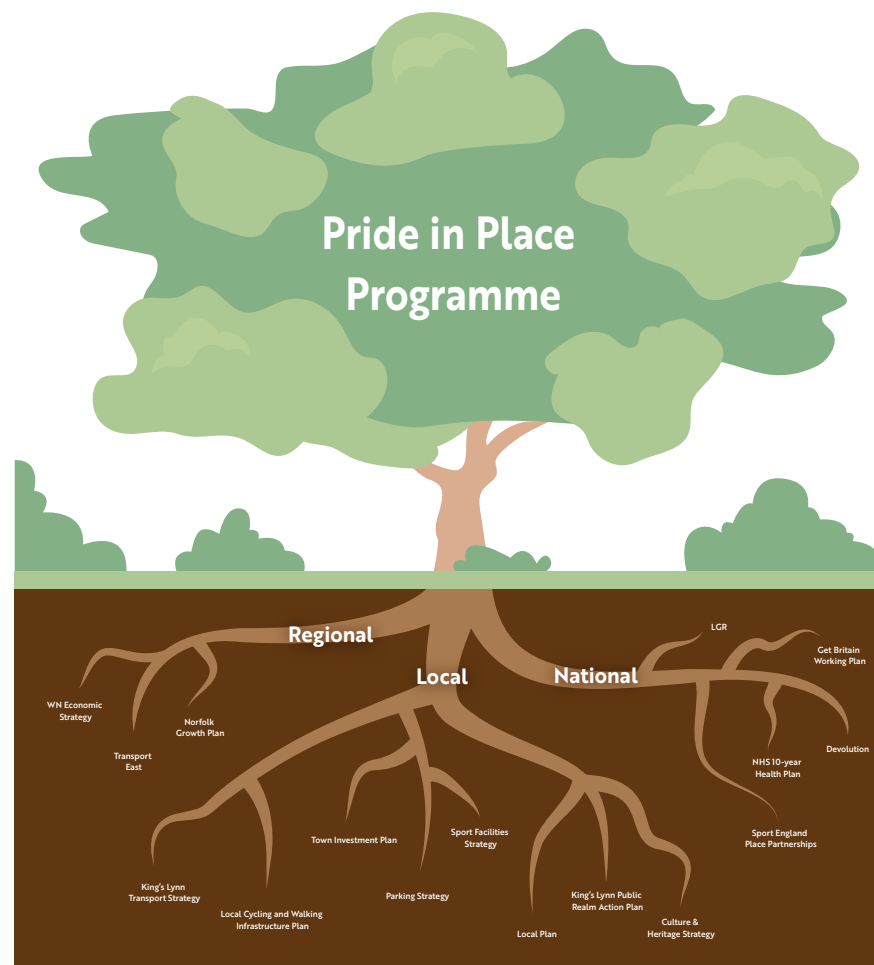 Pride in Place
Programme
Regional
Local
National
LGR
Get Britain
Working Plan
WN Economic
Strategy
Norfolk
Growth Plan
Transport
East
Devolution
NHS 10-year
Health Plan
Sport England
Place Partnerships
Town Investment Plan
Sport Facilities
Strategy
King's Lynn
Transport Strategy
Parking Strategy
King's Lynn Public
Realm Action Plan
Local Cycling and Walking
Infrastructure Plan
Local Plan
Culture &
Heritage Strategy